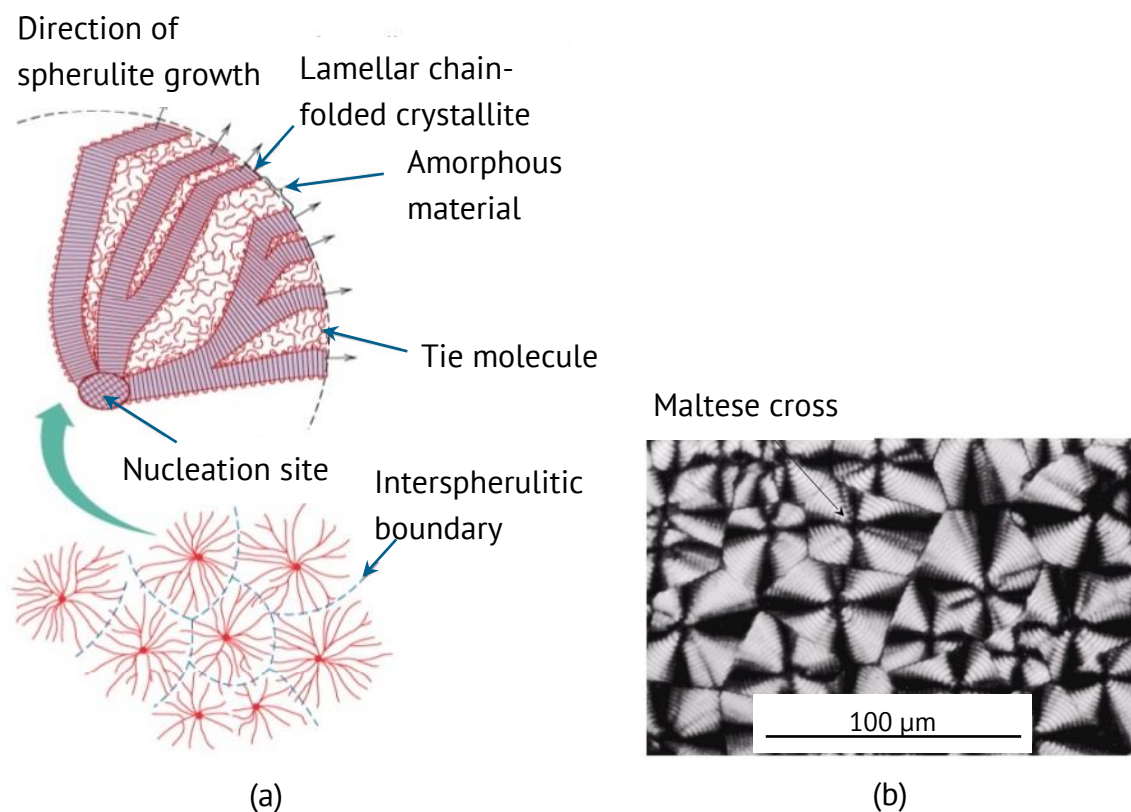 Direction of
spherulite growth
Lamellar chain-
folded crystallite
Amorphous
material
Tie molecule
Nucleation site
Interspherulitic
boundary
(a)
Maltese cross
100 μm
(b)